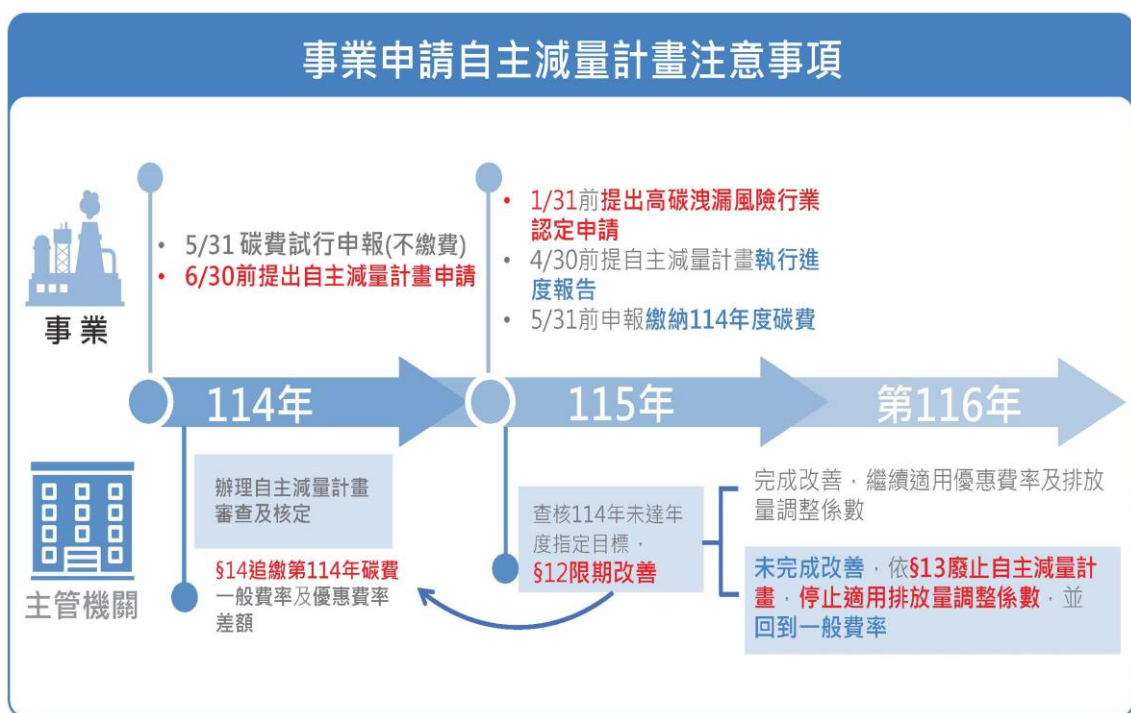 事業申請自主減量計畫注意事項
事業
• 5/31 碳費試行申報(不繳費)
• 6/30前提出自主減量計畫申請
• 1/31前提出高碳洩漏風險行業
認定申請
• 4/30前提自主減量計畫執行進
度報告
• 5/31前申報繳納114年度碳費
114年
115年
第116年
主管機關
辦理自主減量計畫
審查及核定
§14追繳第114年碳費
一般費率及優惠費率
差額
查核114年未達年
度指定目標，
§12限期改善
完成改善，繼續適用優惠費率及排放
量調整係數
未完成改善，依§13廢止自主減量計
畫，停止適用排放量調整係數，並
回到一般費率